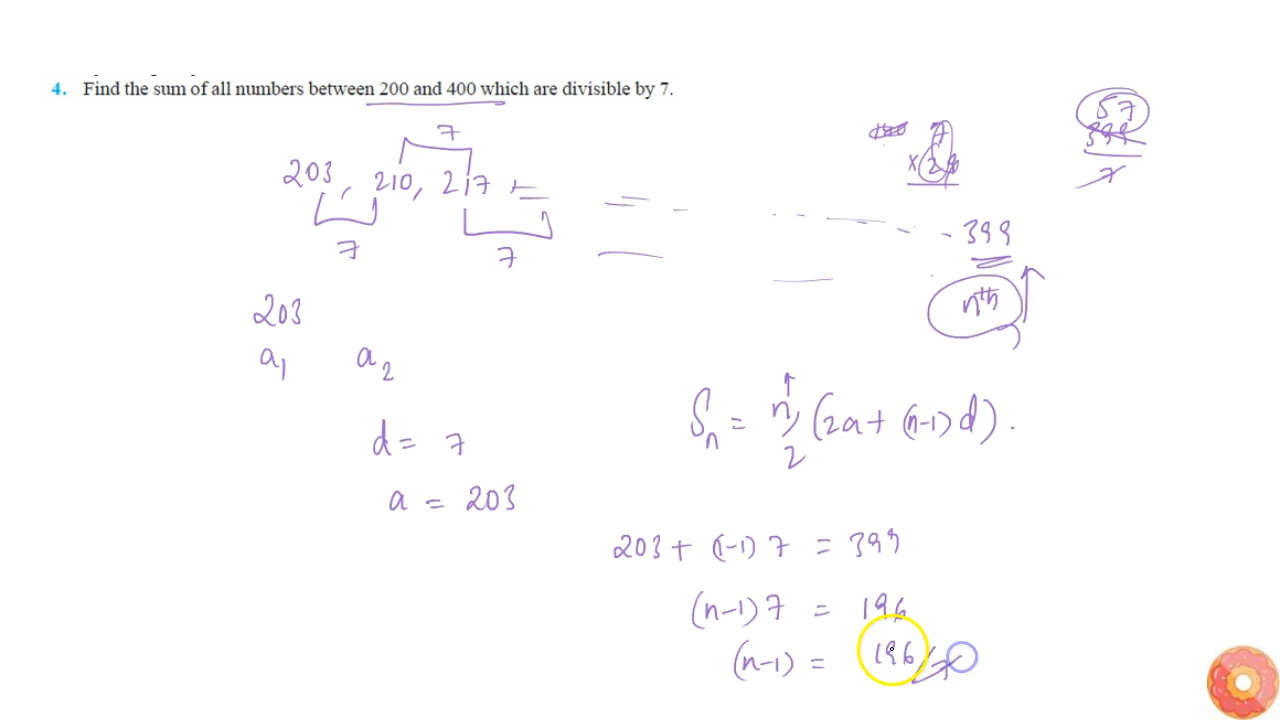 4. Find the sum of all numbers between 200 and 400 which are divisible by 7.
57
399
7
7
×
7
203, 210, 217
7
7
399
nth
203
a1 a2
Sn = n/2 (2a + (n-1) d).
d = 7
a = 203
203 + (n-1) 7 = 399
(n-1) 7 = 196
(n-1) = 196/7